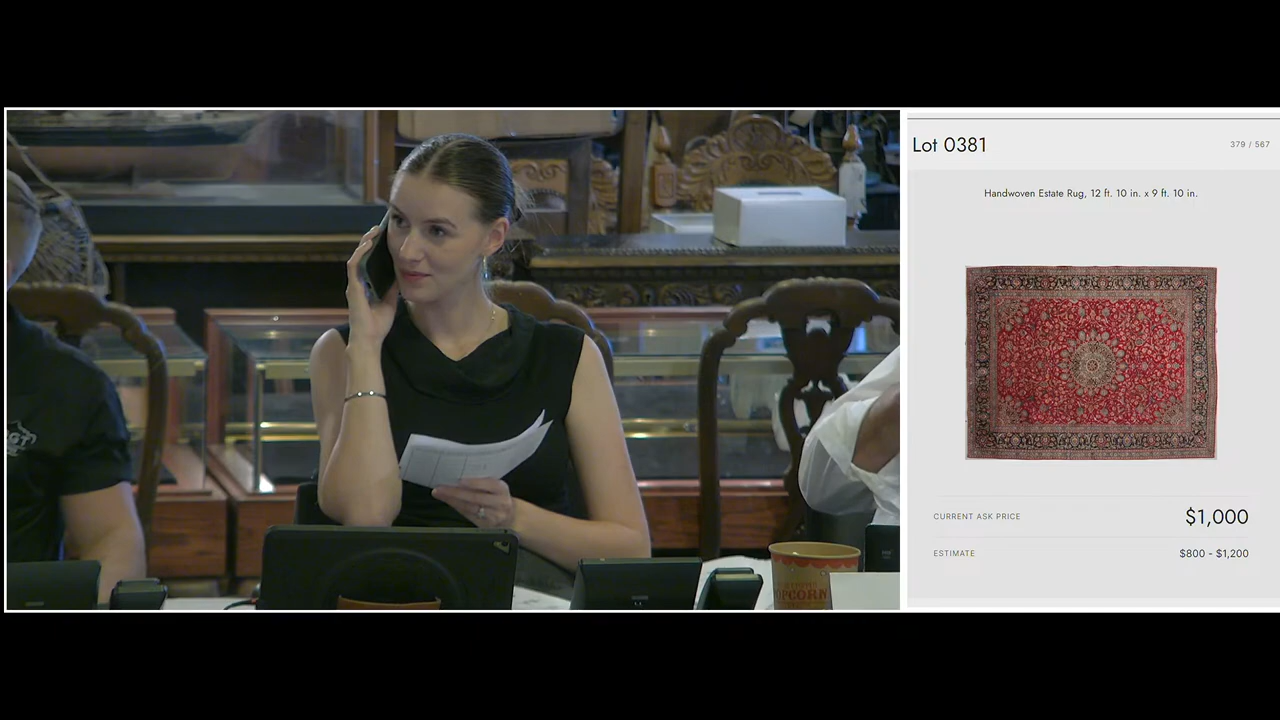 Lot 0381
379 / 567
Handwoven Estate Rug, 12 ft. 10 in. x 9 ft. 10 in.
CURRENT ASK PRICE
$1,000
ESTIMATE
$800 - $1,200
POPCORN